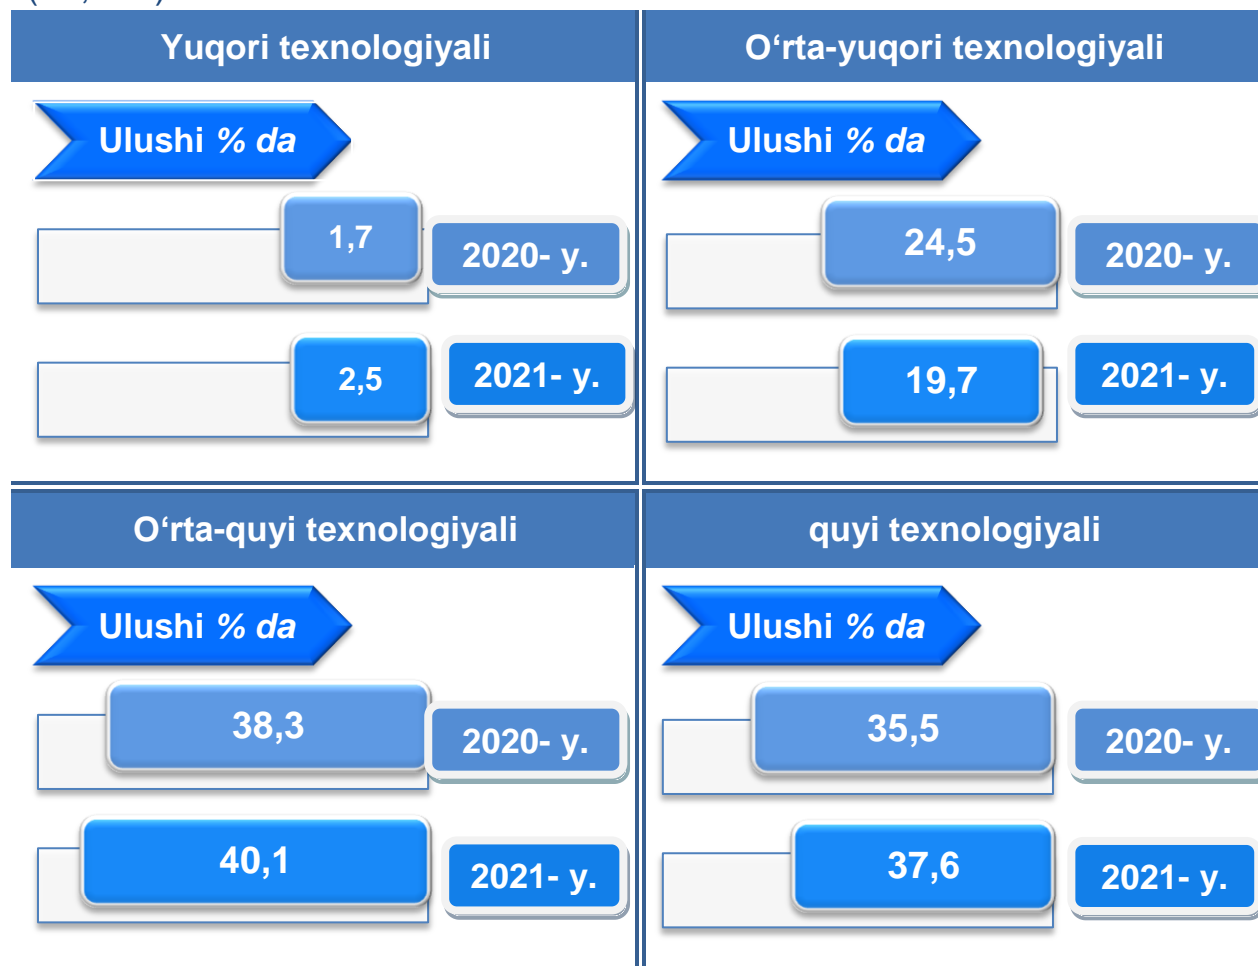 Yuqori texnologiyali
Ulushi % da
1,7
2020- y.
2,5
2021- y.
O‘rta-yuqori texnologiyali
Ulushi % da
24,5
2020- y.
19,7
2021- y.
O‘rta-quyi texnologiyali
Ulushi % da
38,3
2020- y.
40,1
2021- y.
quyi texnologiyali
Ulushi % da
35,5
2020- y.
37,6
2021- y.